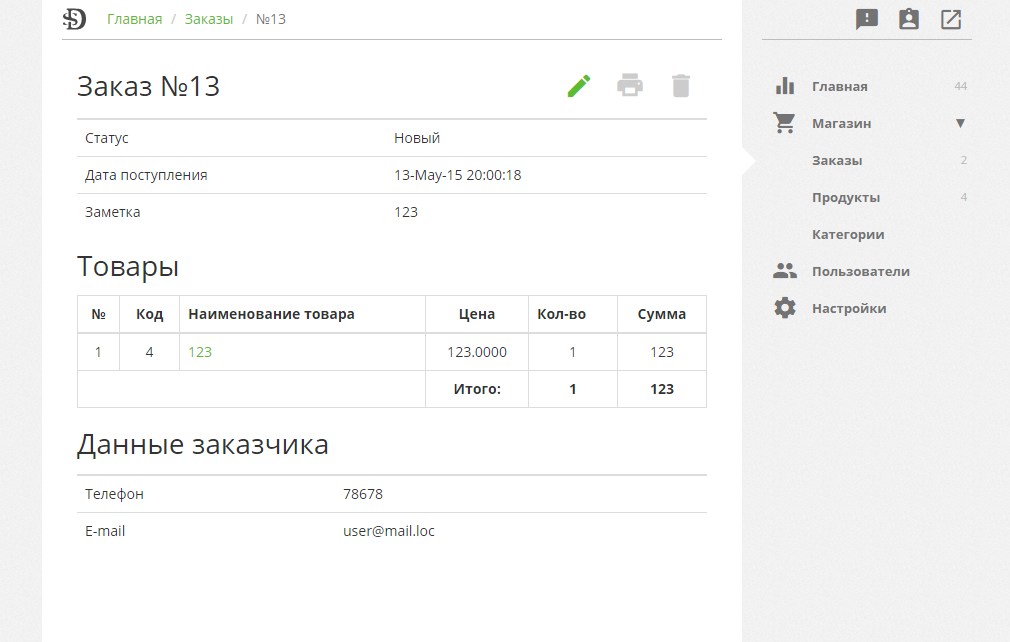 Главная / Заказы / №13
Заказ №13
Статус Новый
Дата поступления 13-May-15 20:00:18
Заметка 123
Товары
№ Код Наименование товара Цена Кол-во Сумма
1 4 123 123.0000 1 123
Итого: 1 123
Данные заказчика
Телефон 78678
E-mail user@mail.loc
Главная 44
Магазин ▼
Заказы 2
Продукты 4
Категории
Пользователи
Настройки